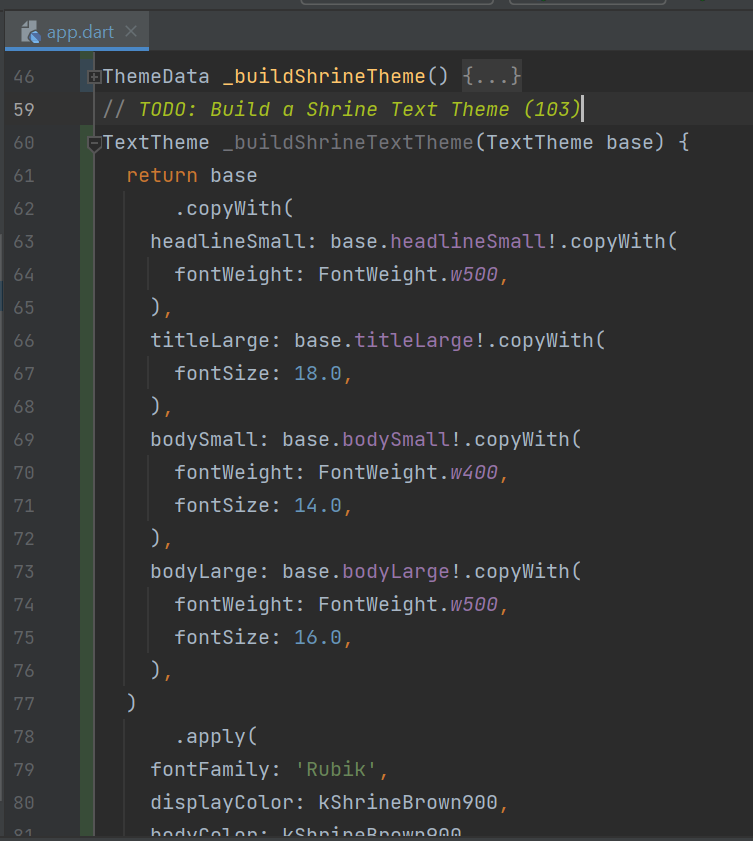 app.dart
46 ThemeData _buildShrineTheme() {...}
59 // TODO: Build a Shrine Text Theme (103)
60 TextTheme _buildShrineTextTheme(TextTheme base) {
61   return base
62       .copyWith(
63     headlineSmall: base.headlineSmall!.copyWith(
64       fontWeight: FontWeight.w500,
65     ),
66     titleLarge: base.titleLarge!.copyWith(
67       fontSize: 18.0,
68     ),
69     bodySmall: base.bodySmall!.copyWith(
70       fontWeight: FontWeight.w400,
71       fontSize: 14.0,
72     ),
73     bodyLarge: base.bodyLarge!.copyWith(
74       fontWeight: FontWeight.w500,
75       fontSize: 16.0,
76     ),
77   )
78       .apply(
79     fontFamily: 'Rubik',
80     displayColor: kShrineBrown900,
81     bodyColor: kShrineBrown900